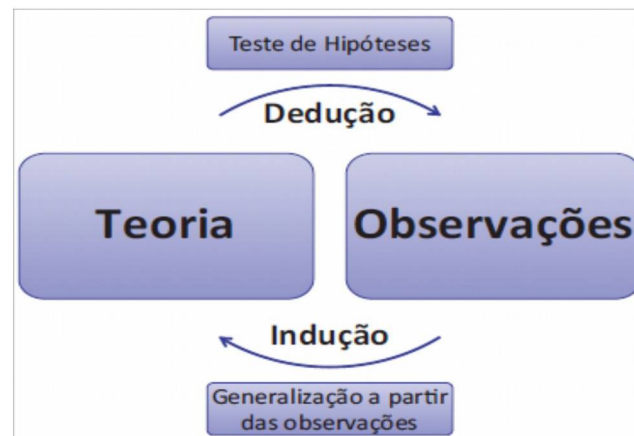 Teste de Hipóteses
Dedução
Teoria
Observações
Indução
Generalização a partir
das observações